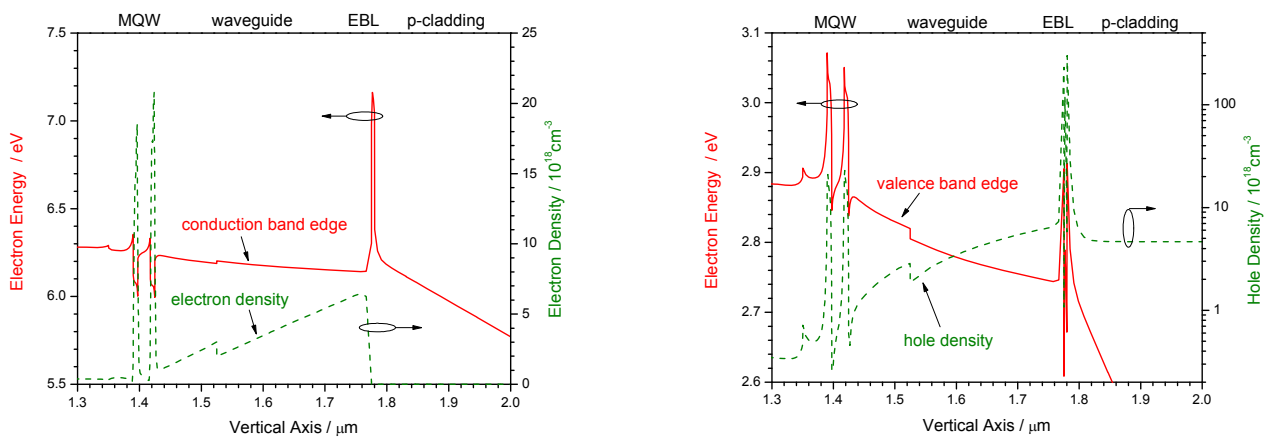 MQW waveguide EBL p-cladding
7.5
7.0
6.5
6.0
5.5
Electron Energy / eV
25
20
15
10
5
0
Electron Density / 10¹⁸cm⁻³
conduction band edge
electron density
1.3 1.4 1.5 1.6 1.7 1.8 1.9 2.0
Vertical Axis / μm
MQW waveguide EBL p-cladding
3.1
3.0
2.9
2.8
2.7
2.6
Electron Energy / eV
100
10
1
Hole Density / 10¹⁸cm⁻³
valence band edge
hole density
1.3 1.4 1.5 1.6 1.7 1.8 1.9 2.0
Vertical Axis / μm